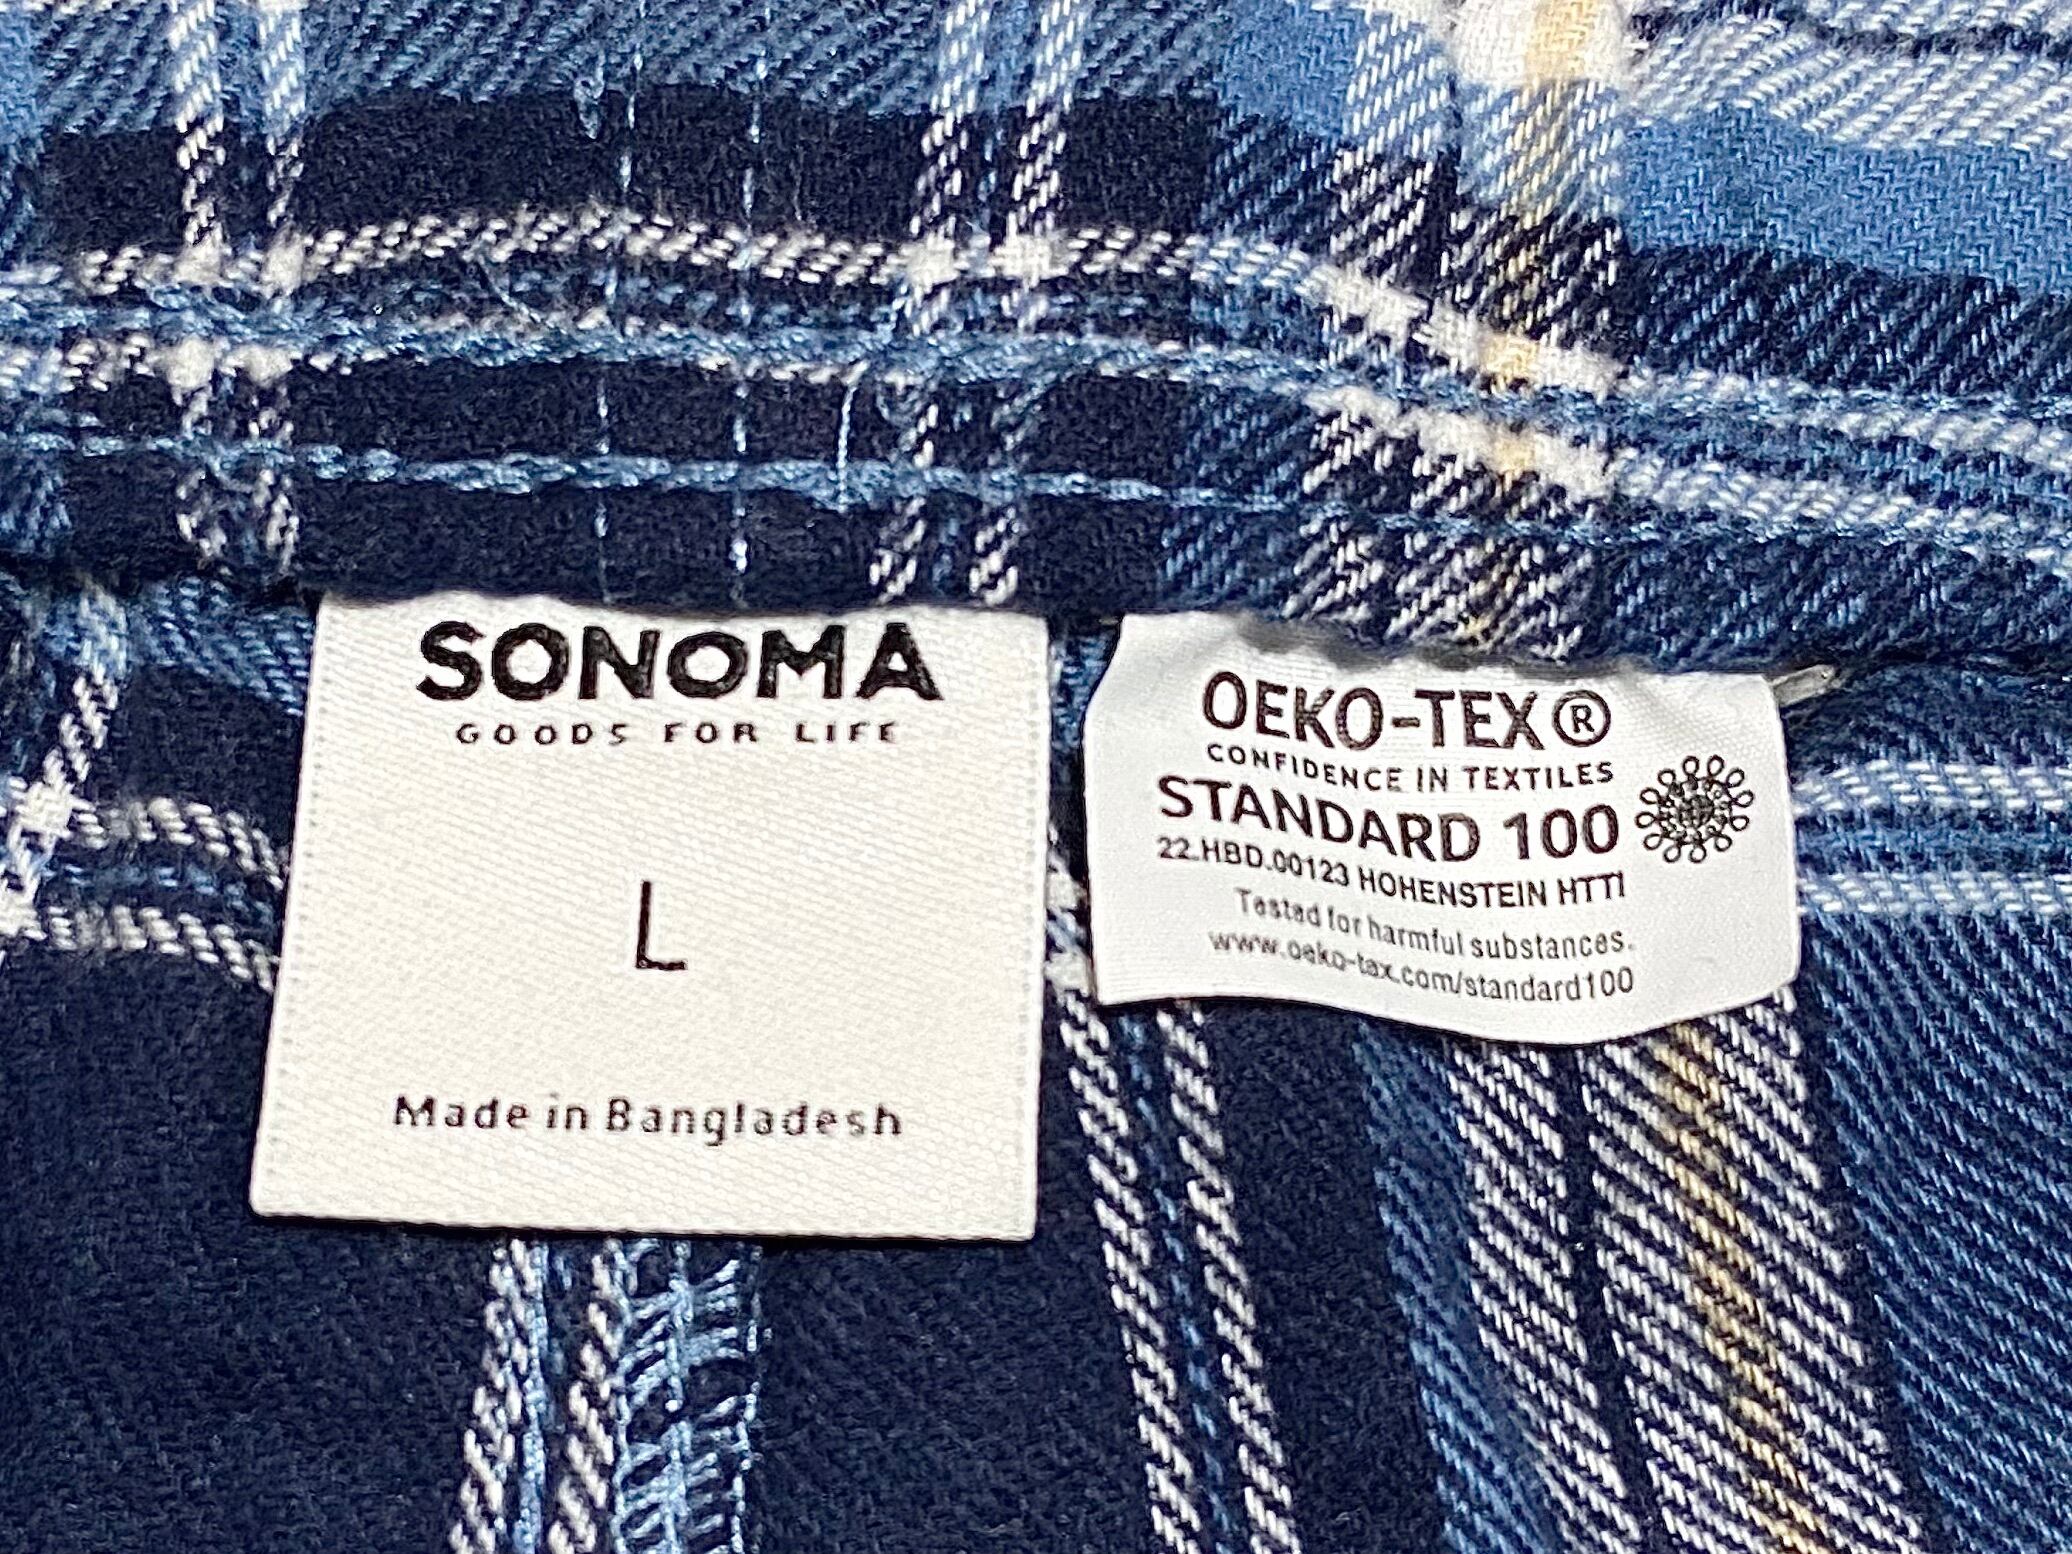 SONOMA
GOODS FOR LIFE
L
Made in Bangladesh
OEKO-TEX®
CONFIDENCE IN TEXTILES
STANDARD 100
22.HBD.00123 HOHENSTEIN HTTI
Tested for harmful substances.
www.oeko-tex.com/standard100